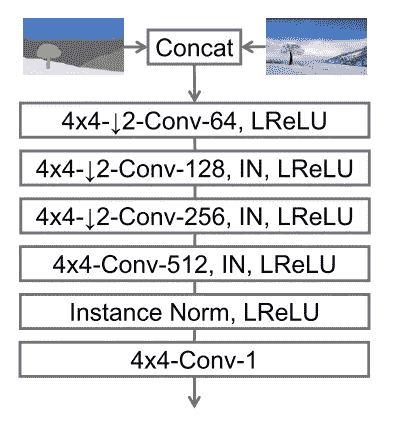 Concat
4x4-↓2-Conv-64, LReLU
4x4-↓2-Conv-128, IN, LReLU
4x4-↓2-Conv-256, IN, LReLU
4x4-Conv-512, IN, LReLU
Instance Norm, LReLU
4x4-Conv-1